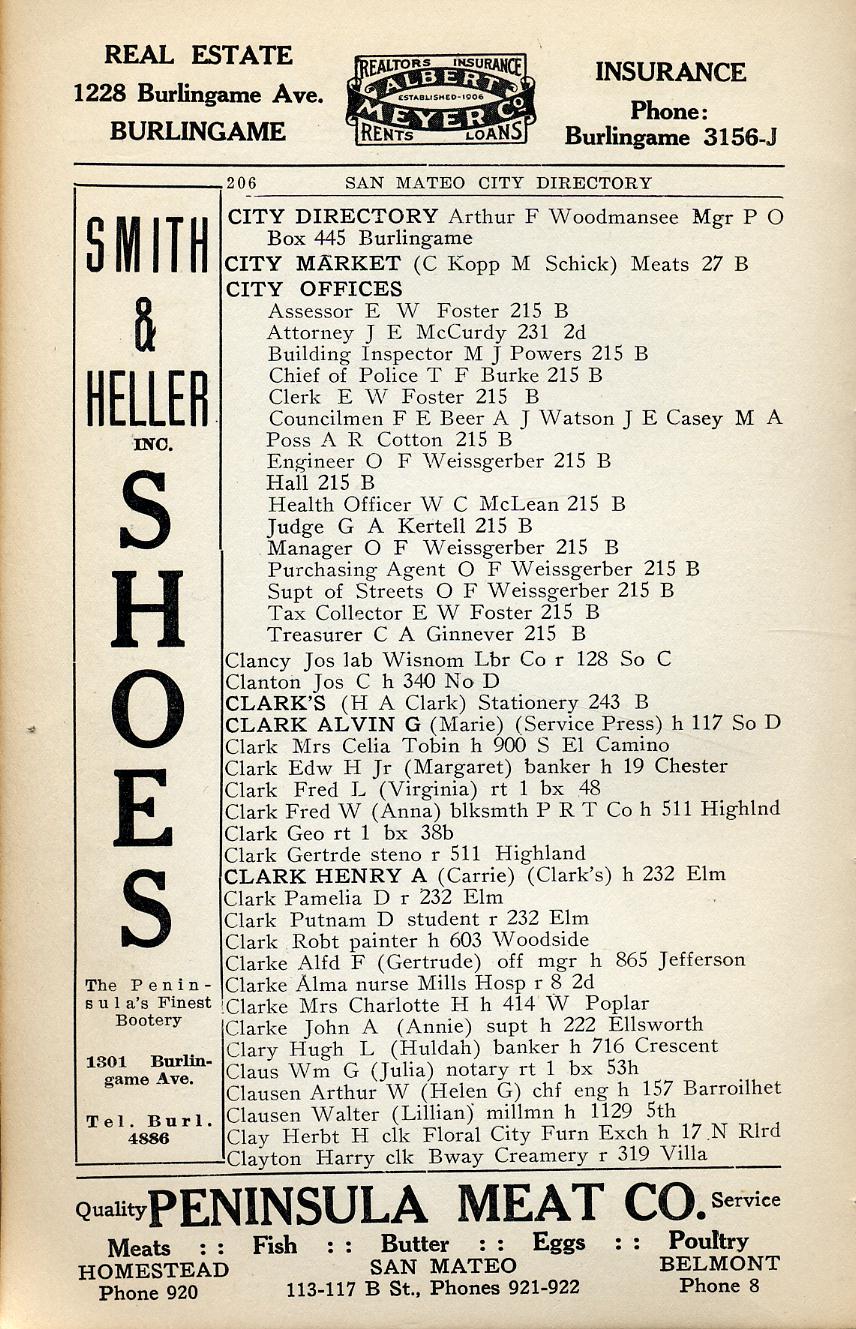 REAL ESTATE
1228 Burlingame Ave.
BURLINGAME
REALTORS INSURANCE
ALBERT
ESTABLISHED-1906
MEYER Co
RENTS LOANS
INSURANCE
Phone:
Burlingame 3156-J
206 SAN MATEO CITY DIRECTORY
SMITH
&
HELLER
INC.
S
H
O
E
S
The Penin-
sula's Finest
Bootery
1301 Burlin-
game Ave.
Tel. Burl.
4886
CITY DIRECTORY Arthur F Woodmansee Mgr P O
Box 445 Burlingame
CITY MARKET (C Kopp M Schick) Meats 27 B
CITY OFFICES
Assessor E W Foster 215 B
Attorney J E McCurdy 231 2d
Building Inspector M J Powers 215 B
Chief of Police T F Burke 215 B
Clerk E W Foster 215 B
Councilmen F E Beer A J Watson J E Casey M A
Poss A R Cotton 215 B
Engineer O F Weissgerber 215 B
Hall 215 B
Health Officer W C McLean 215 B
Judge G A Kertell 215 B
Manager O F Weissgerber 215 B
Purchasing Agent O F Weissgerber 215 B
Supt of Streets O F Weissgerber 215 B
Tax Collector E W Foster 215 B
Treasurer C A Ginnever 215 B
Clancy Jos lab Wisnom Lbr Co r 128 So C
Clanton Jos C h 340 No D
CLARK'S (H A Clark) Stationery 243 B
CLARK ALVIN G (Marie) (Service Press) h 117 So D
Clark Mrs Celia Tobin h 900 S El Camino
Clark Edw H Jr (Margaret) banker h 19 Chester
Clark Fred L (Virginia) rt 1 bx 48
Clark Fred W (Anna) blksmth P R T Co h 511 Highlnd
Clark Geo rt 1 bx 38b
Clark Gertrde steno r 511 Highland
CLARK HENRY A (Carrie) (Clark's) h 232 Elm
Clark Pamelia D r 232 Elm
Clark Putnam D student r 232 Elm
Clark Robt painter h 603 Woodside
Clarke Alfd F (Gertrude) off mgr h 865 Jefferson
Clarke Alma nurse Mills Hosp r 8 2d
Clarke Mrs Charlotte H h 414 W Poplar
Clarke John A (Annie) supt h 222 Ellsworth
Clary Hugh L (Huldah) banker h 716 Crescent
Claus Wm G (Julia) notary rt 1 bx 53h
Clausen Arthur W (Helen G) chf eng h 157 Barroilhet
Clausen Walter (Lillian) millmn h 1129 5th
Clay Herbt H clk Floral City Furn Exch h 17 N Rlrd
Clayton Harry clk Bway Creamery r 319 Villa
Quality PENINSULA MEAT CO. Service
Meats :: Fish :: Butter :: Eggs :: Poultry
HOMESTEAD SAN MATEO BELMONT
Phone 920 113-117 B St., Phones 921-922 Phone 8